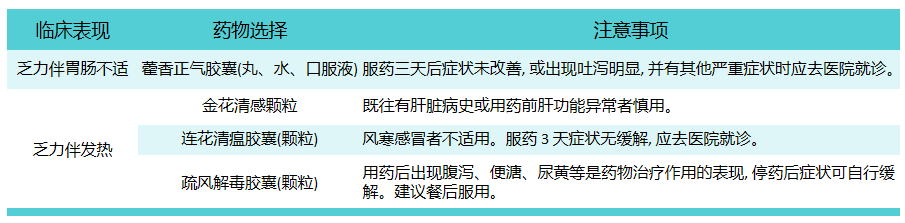 临床表现 药物选择 注意事项
乏力伴胃肠不适 藿香正气胶囊(丸、水、口服液) 服药三天后症状未改善, 或出现吐泻明显, 并有其他严重症状时应去医院就诊。
金花清感颗粒 既往有肝脏病史或用药前肝功能异常者慎用。
乏力伴发热
连花清瘟胶囊(颗粒) 风寒感冒者不适用。服药 3 天症状无缓解, 应去医院就诊。
疏风解毒胶囊(颗粒)
用药后出现腹泻、便溏、尿黄等是药物治疗作用的表现, 停药后症状可自行缓
解。建议餐后服用。